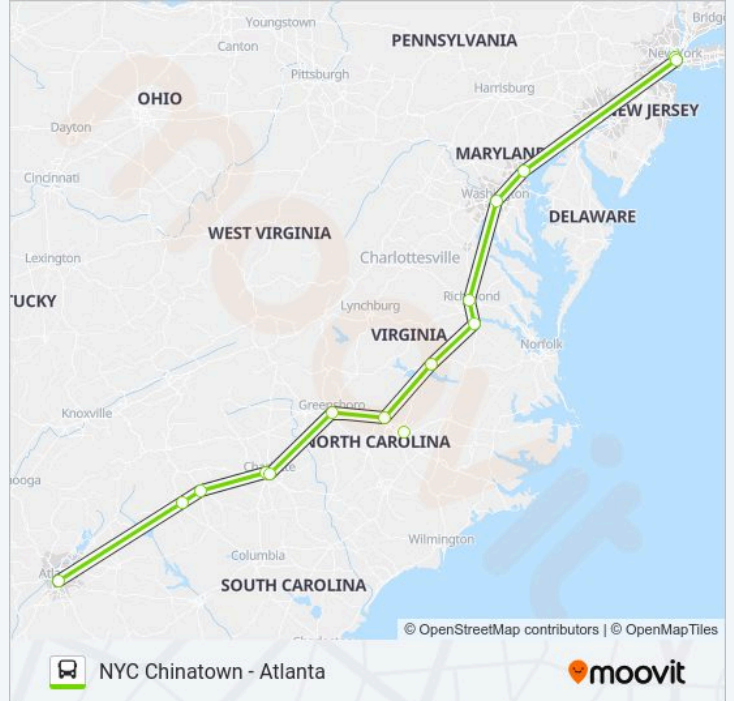 Youngstown
Bridge
PENNSYLVANIA
Canton
New York
Pittsburgh
Harrisburg
OHIO
NEW JERSEY
Dayton
MARYLAND
Cincinnati
Washington
DELAWARE
WEST VIRGINIA
Charlottesville
Lexington
TUCKY
Richmond
Lynchburg
VIRGINIA
Norfolk
Greensboro
Knoxville
NORTH CAROLINA
Charlotte
ooga
Wilmington
Columbia
Atlanta
SOUTH CAROLINA
Charlest
© OpenStreetMap contributors | © OpenMapTiles
NYC Chinatown - Atlanta
moovit